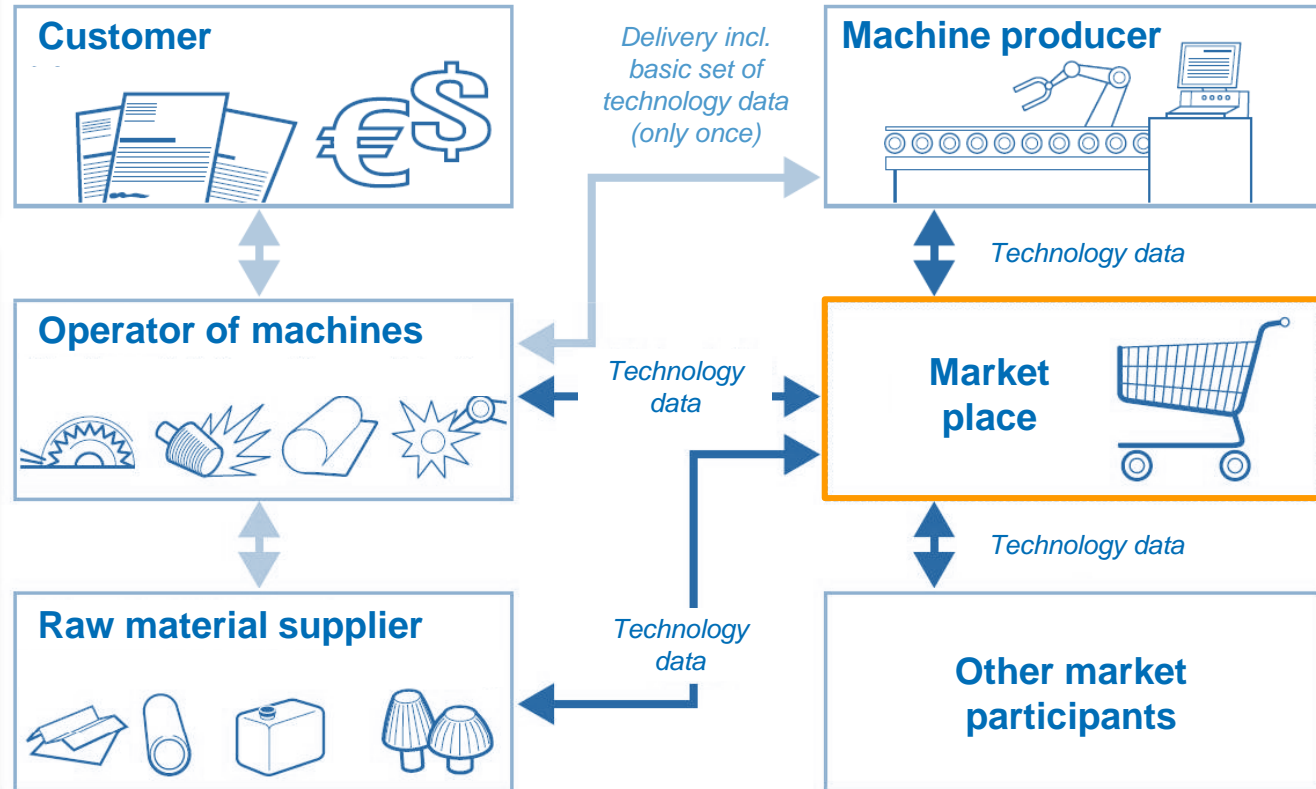 Customer
Delivery incl.
basic set of
technology data
(only once)
Machine producer
Technology data
Operator of machines
Technology
data
Market
place
Technology data
Raw material supplier
Technology
data
Other market
participants